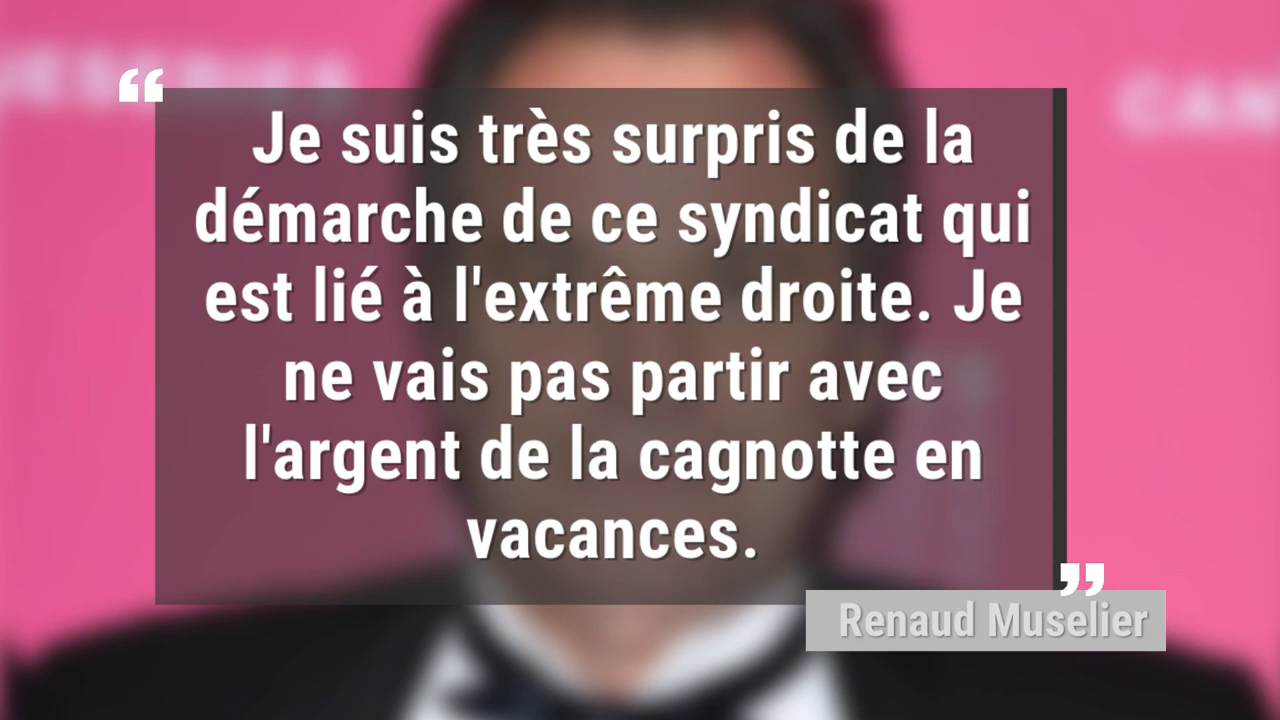 “
Je suis très surpris de la
démarche de ce syndicat qui
est lié à l'extrême droite. Je
ne vais pas partir avec
l'argent de la cagnotte en
vacances.
”
Renaud Muselier
CAN